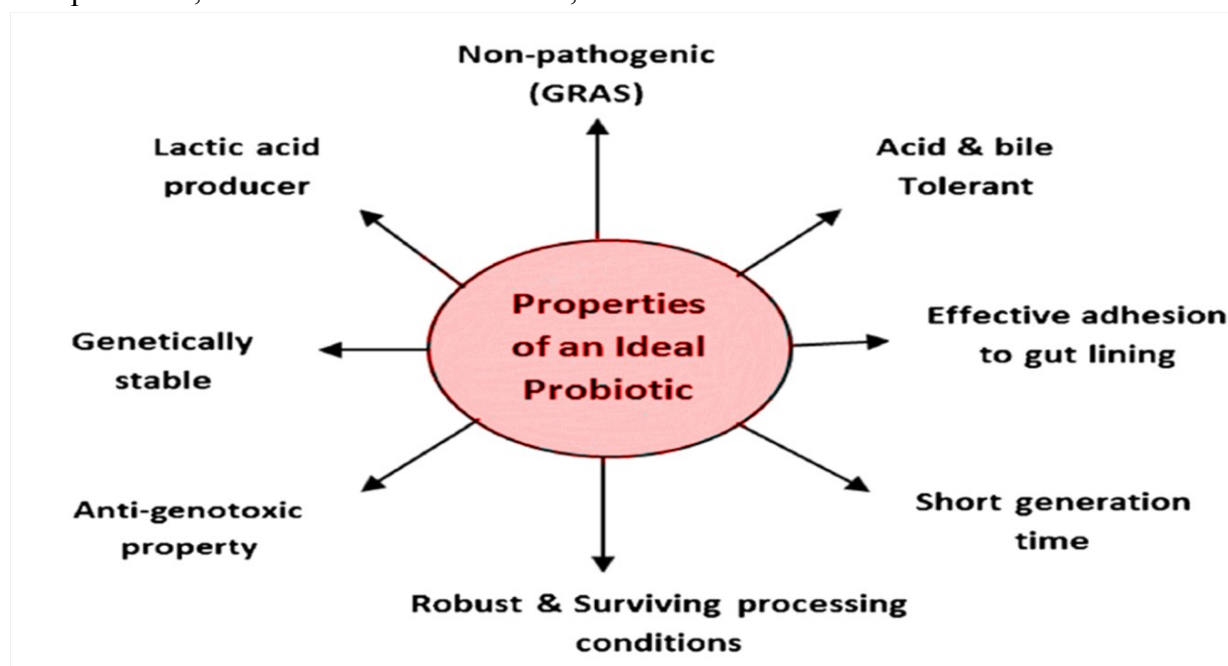 Non-pathogenic
(GRAS)
Lactic acid
producer
Acid & bile
Tolerant
Properties
of an Ideal
Probiotic
Genetically
stable
Effective adhesion
to gut lining
Anti-genotoxic
property
Short generation
time
Robust & Surviving processing
conditions